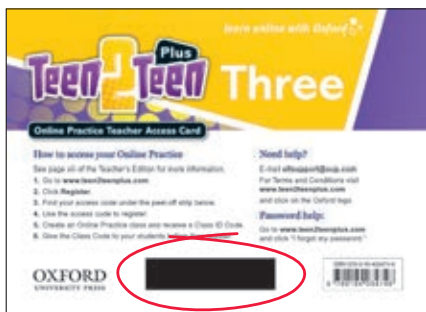 learn online with Oxford
Plus
Teen2Teen Three
Online Practice Teacher Access Card
How to access your Online Practice
See page of the Teacher's Edition for more information.
1. Go to www.teen2teenplus.com
2. Click Register.
3. Find your access code under the peel-off strip below.
4. Use the access code to register.
5. Create an Online Practice class and receive a Class ID Code.
6. Give the Class Code to your students
Need help?
E-mail eltsupport@oup.com
For Terms and Conditions visit
www.teen2teenplus.com
and click on the Oxford logo
Password help:
Go to www.teen2teenplus.com
and click "I forgot my password."
OXFORD
UNIVERSITY PRESS